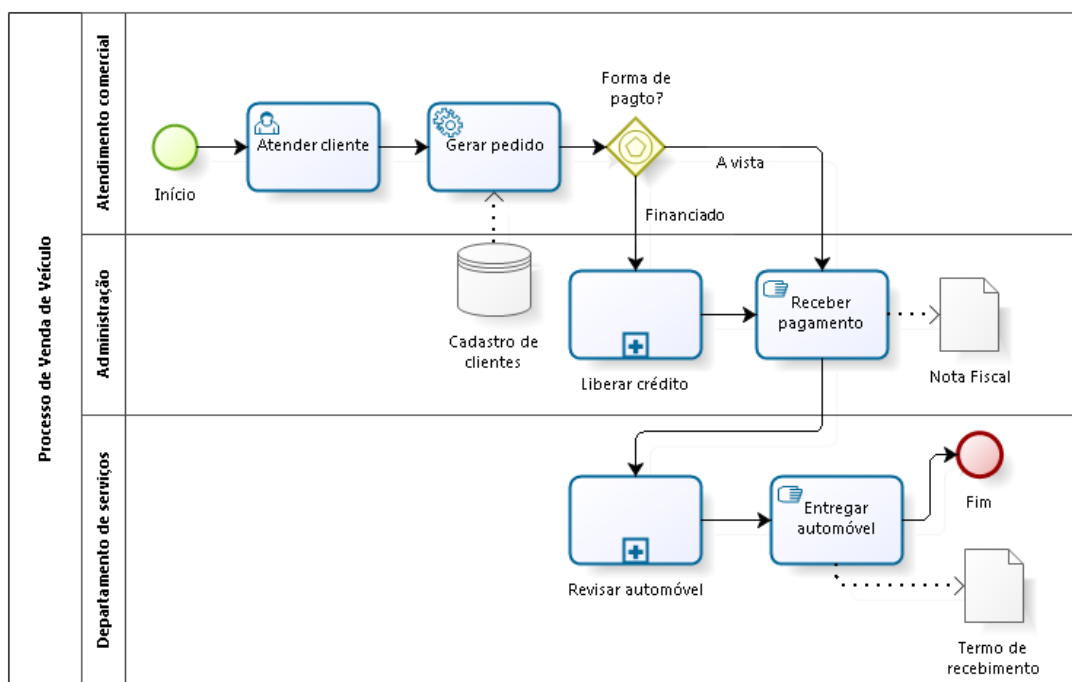 Processo de Venda de Veículo
Atendimento comercial
Início
Atender cliente
Gerar pedido
Forma de
pagto?
A vista
Financiado
Administração
Cadastro de
clientes
Liberar crédito
Receber
pagamento
Nota Fiscal
Departamento de serviços
Revisar automóvel
Entregar
automóvel
Fim
Termo de
recebimento